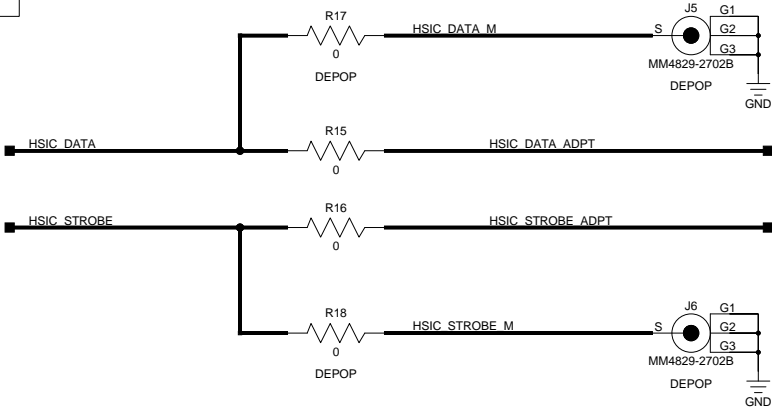 R17
HSIC_DATA_M
0
DEPOP
J5
S
G1
G2
G3
MM4829-2702B
DEPOP
GND
HSIC_DATA
R15
0
HSIC_DATA_ADPT
HSIC_STROBE
R16
0
HSIC_STROBE_ADPT
R18
HSIC_STROBE_M
0
DEPOP
J6
S
G1
G2
G3
MM4829-2702B
DEPOP
GND